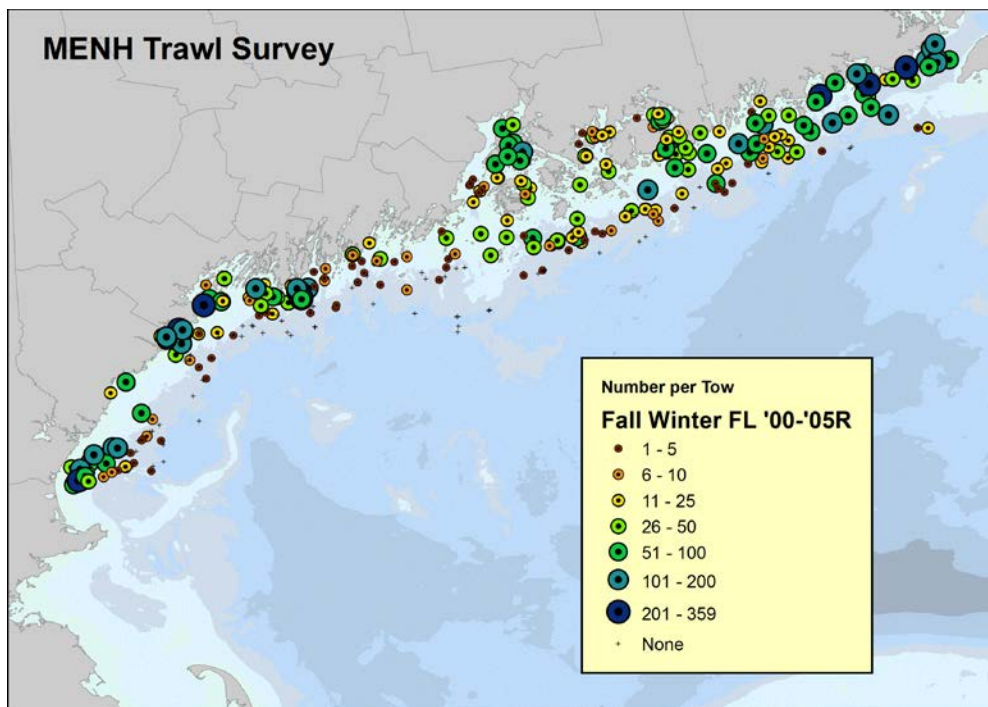 MENH Trawl Survey
Number per Tow
Fall Winter FL '00-'05R
1 - 5
6 - 10
11 - 25
26 - 50
51 - 100
101 - 200
201 - 359
None